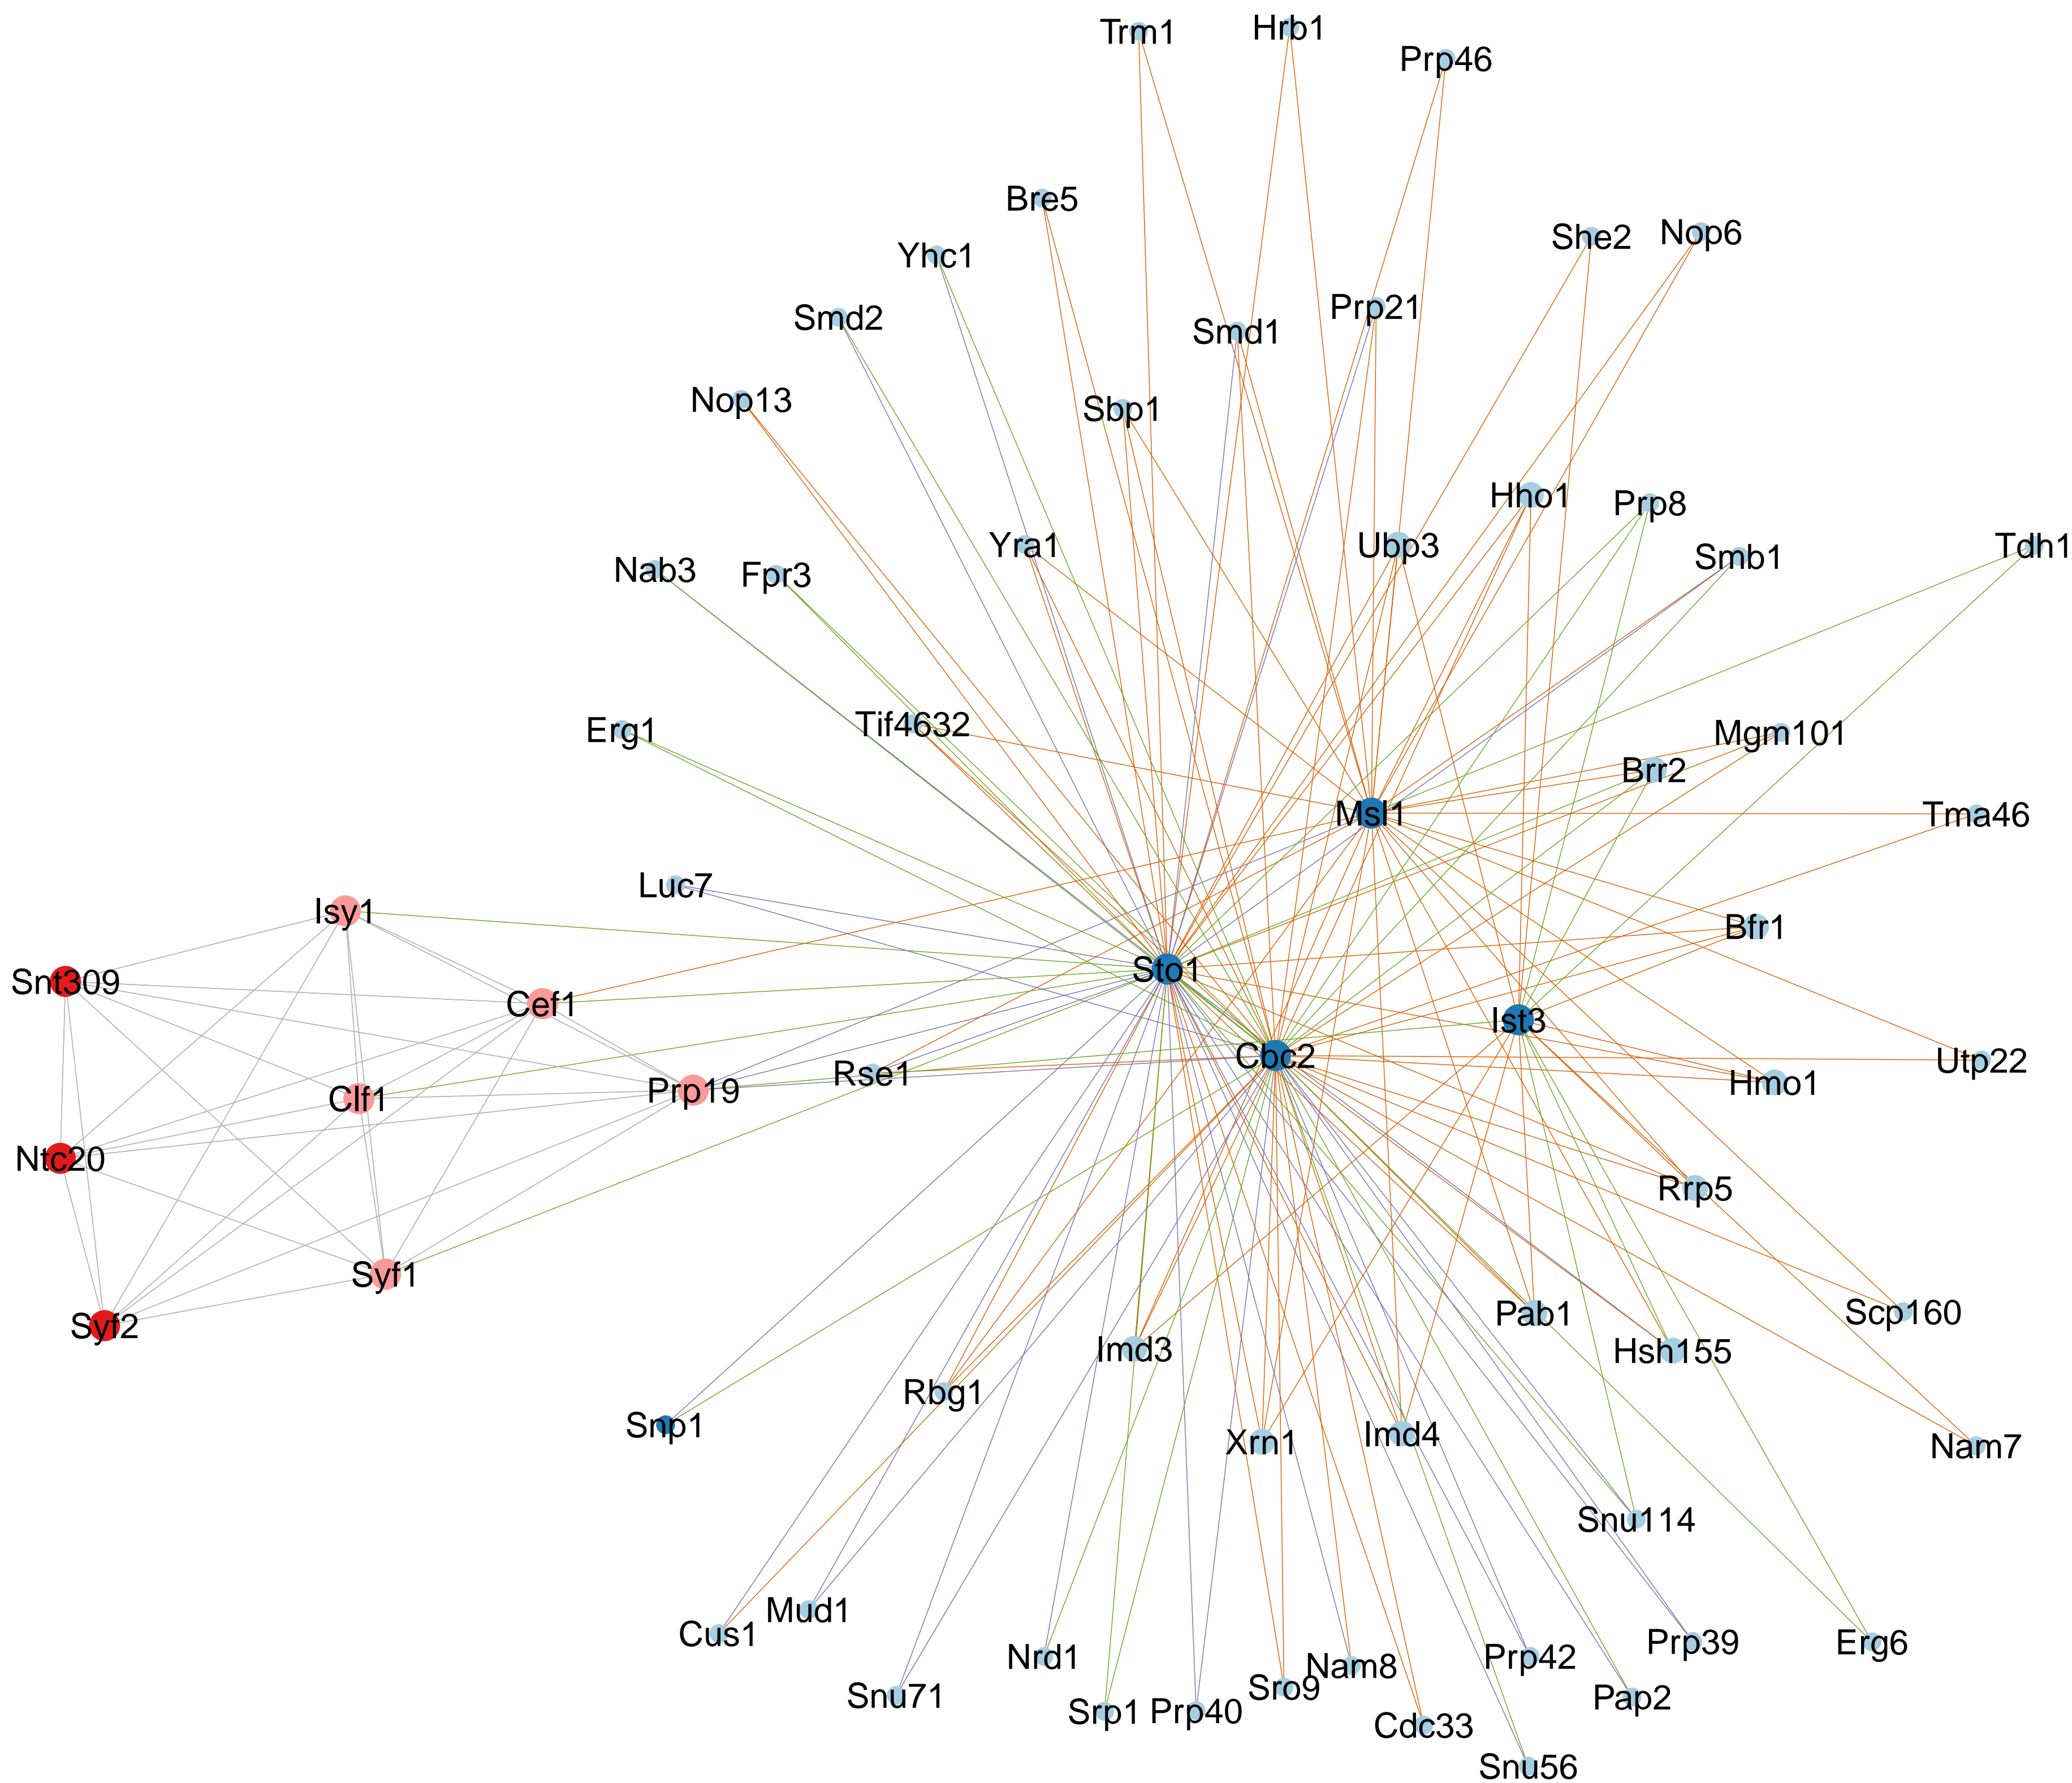 Trm1
Hrb1
Prp46
Bre5
She2
Nop6
Yhc1
Smd2
Prp21
Smd1
Nop13
Sbp1
Hho1
Prp8
Yra1
Ubp3
Tdh1
Smb1
Nab3
Fpr3
Tif4632
Erg1
Mgm101
Brr2
Msl1
Tma46
Luc7
Isy1
Bfr1
Sto1
Snt309
Cef1
Ist3
Cbc2
Utp22
Rse1
Hmo1
Prp19
Clf1
Ntc20
Rrp5
Syf1
Pab1
Scp160
Syf2
Imd3
Hsh155
Rbg1
Snp1
Xrn1
Imd4
Nam7
Snu114
Mud1
Cus1
Prp39
Erg6
Nrd1
Prp42
Nam8
Sro9
Snu71
Pap2
Srp1
Prp40
Cdc33
Snu56